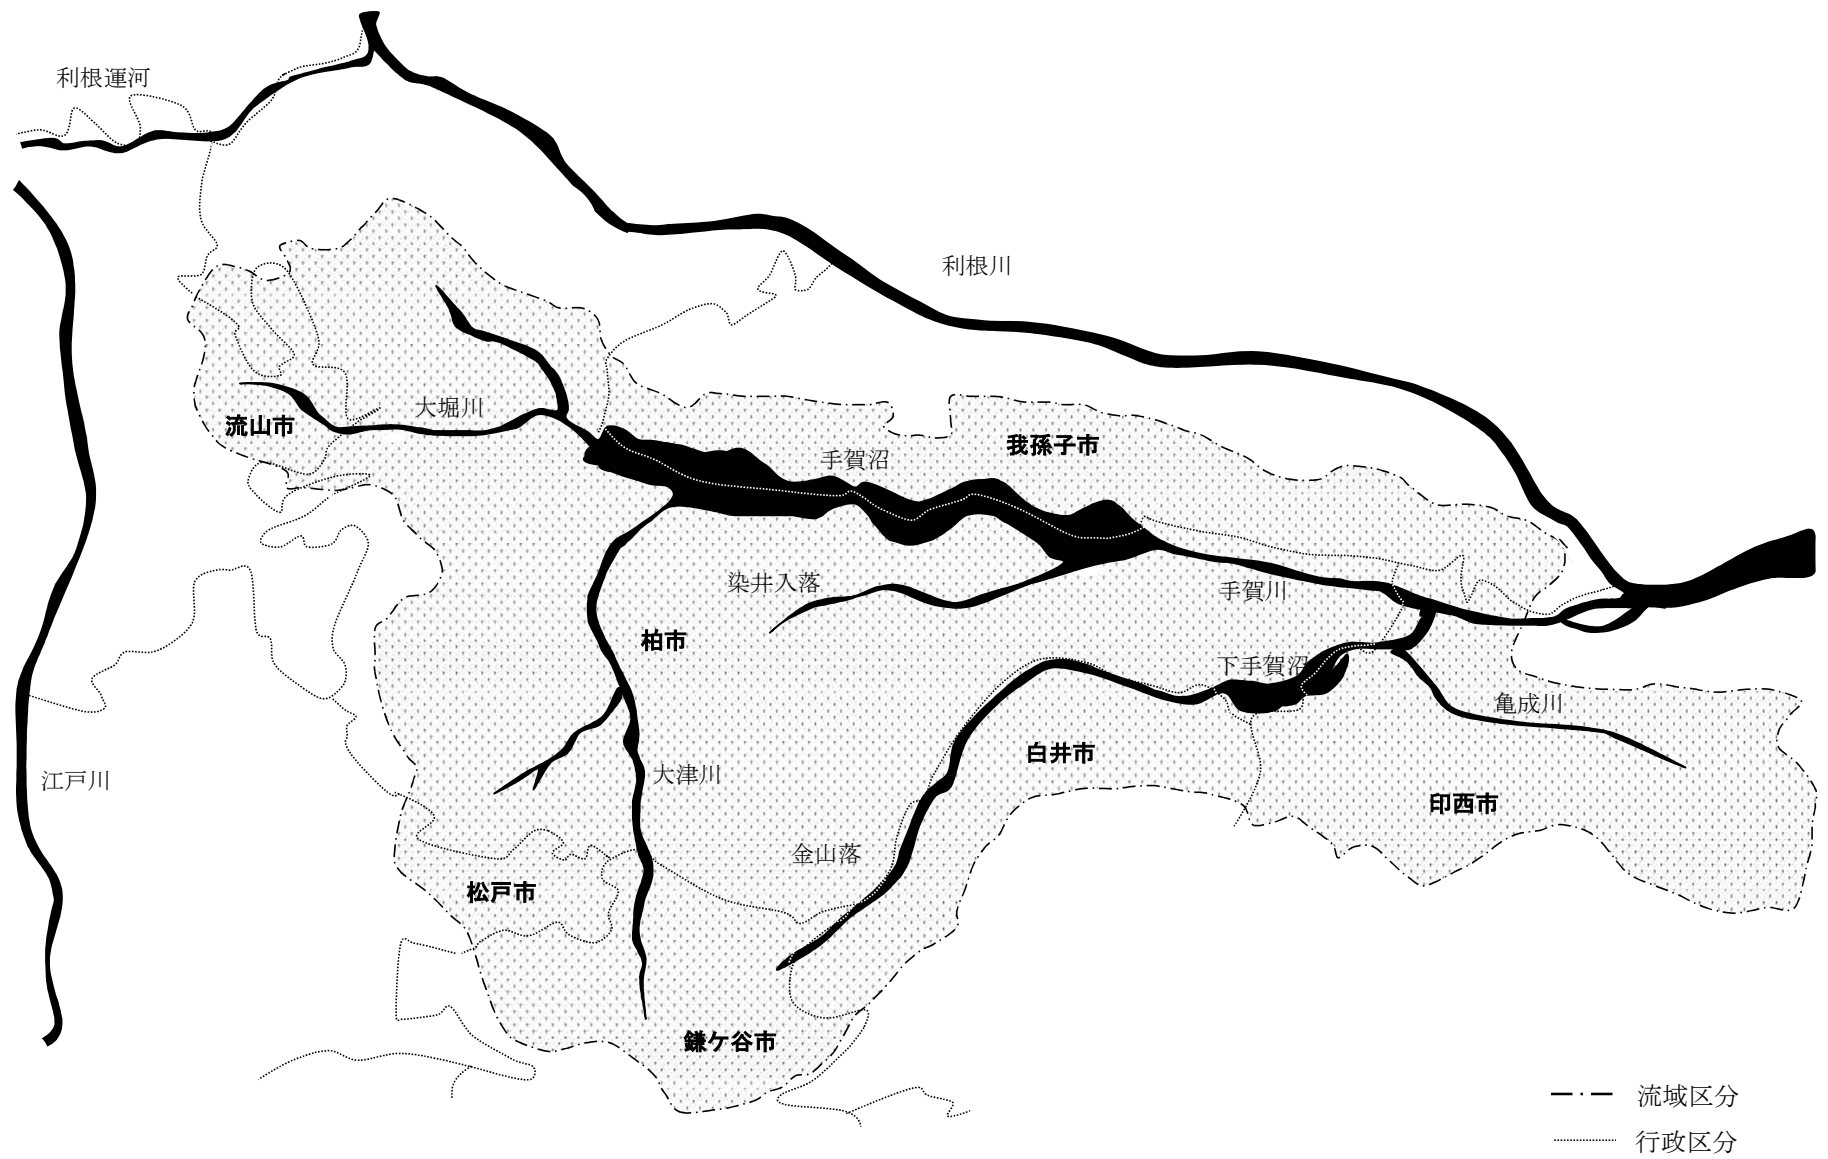 利根運河
利根川
大堀川
流山市
手賀沼
我孫子市
染井入落
手賀川
柏市
下手賀沼
亀成川
江戸川
大津川
白井市
印西市
金山落
松戸市
鎌ケ谷市
流域区分
行政区分